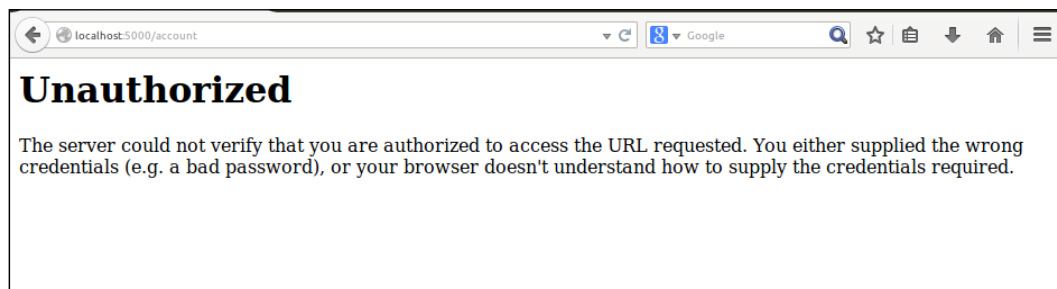 localhost:5000/account
Google
Unauthorized
The server could not verify that you are authorized to access the URL requested. You either supplied the wrong
credentials (e.g. a bad password), or your browser doesn't understand how to supply the credentials required.